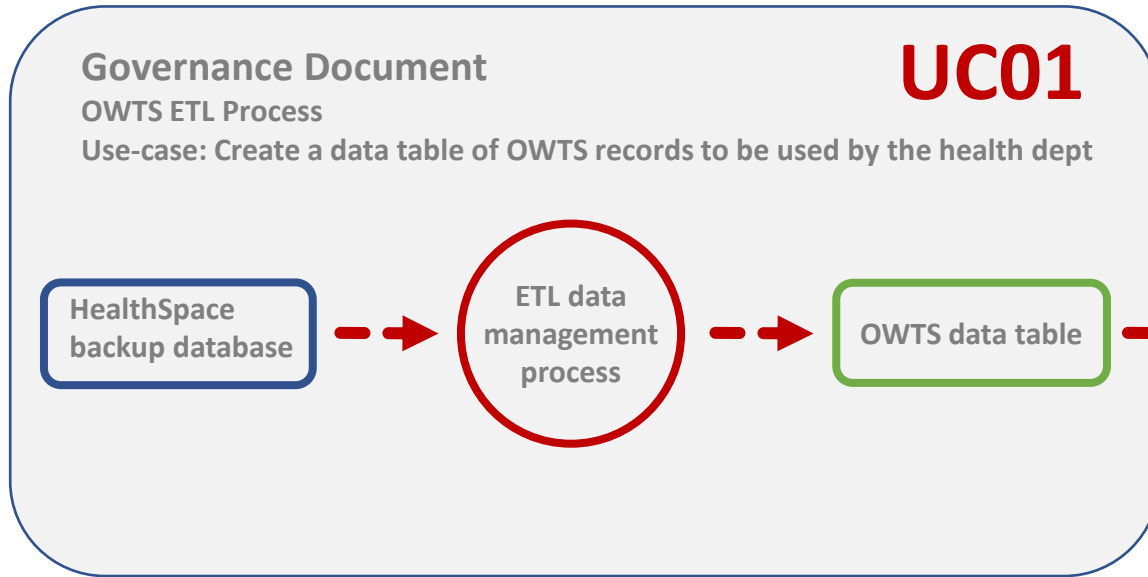 Governance Document
UC01
OWTS ETL Process
Use-case: Create a data table of OWTS records to be used by the health dept
HealthSpace
backup database
ETL data
management
process
OWTS data table